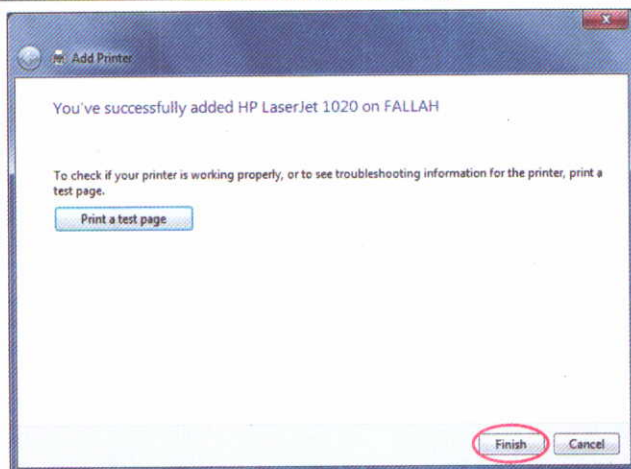 Add Printer
You've successfully added HP LaserJet 1020 on FALLAH
To check if your printer is working properly, or to see troubleshooting information for the printer, print a
test page.
Print a test page
Finish
Cancel